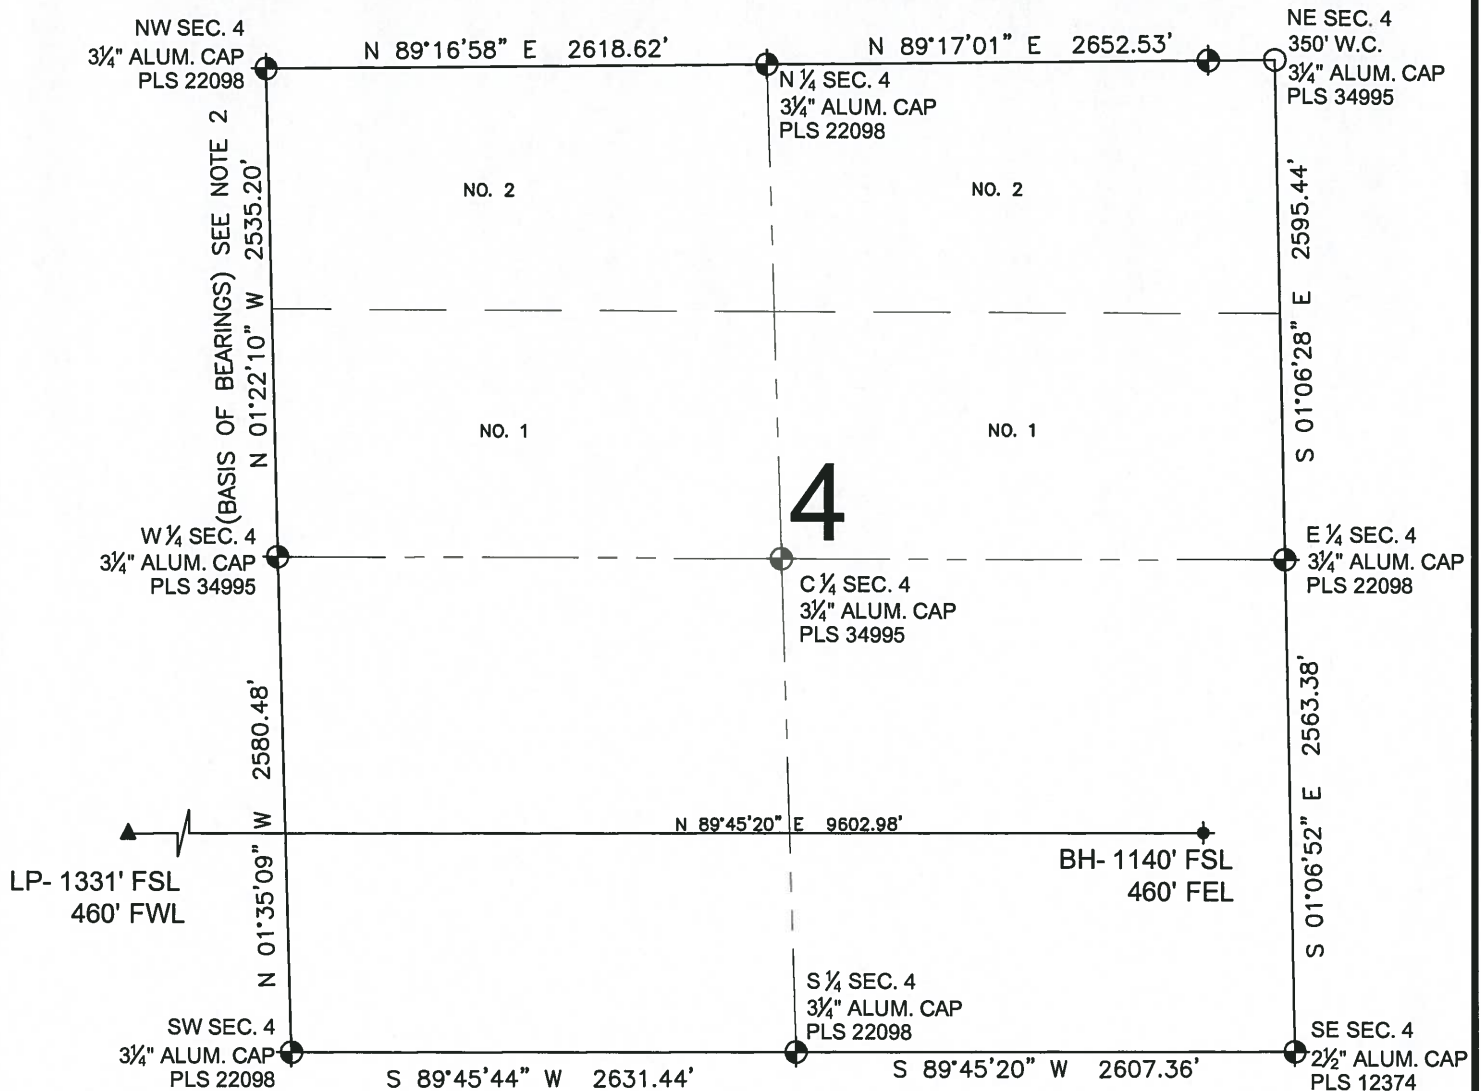 NW SEC. 4
3¼" ALUM. CAP
PLS 22098
N 89°16'58" E 2618.62'
N 89°17'01" E 2652.53'
NE SEC. 4
350' W.C.
3¼" ALUM. CAP
PLS 34995
N ¼ SEC. 4
3¼" ALUM. CAP
PLS 22098
(BASIS OF BEARINGS) SEE NOTE 2
N 01°22'10" W 2535.20'
NO. 2
NO. 2
S 01°06'28" E 2595.44'
NO. 1
NO. 1
4
W ¼ SEC. 4
3¼" ALUM. CAP
PLS 34995
C ¼ SEC. 4
3¼" ALUM. CAP
PLS 34995
E ¼ SEC. 4
3¼" ALUM. CAP
PLS 22098
N 01°35'09" W 2580.48'
S 01°06'52" E 2563.38'
N 89°45'20" E 9602.98'
LP- 1331' FSL
460' FWL
BH- 1140' FSL
460' FEL
SW SEC. 4
3¼" ALUM. CAP
PLS 22098
S 89°45'44" W 2631.44'
S ¼ SEC. 4
3¼" ALUM. CAP
PLS 22098
S 89°45'20" W 2607.36'
SE SEC. 4
2½" ALUM. CAP
PLS 12374